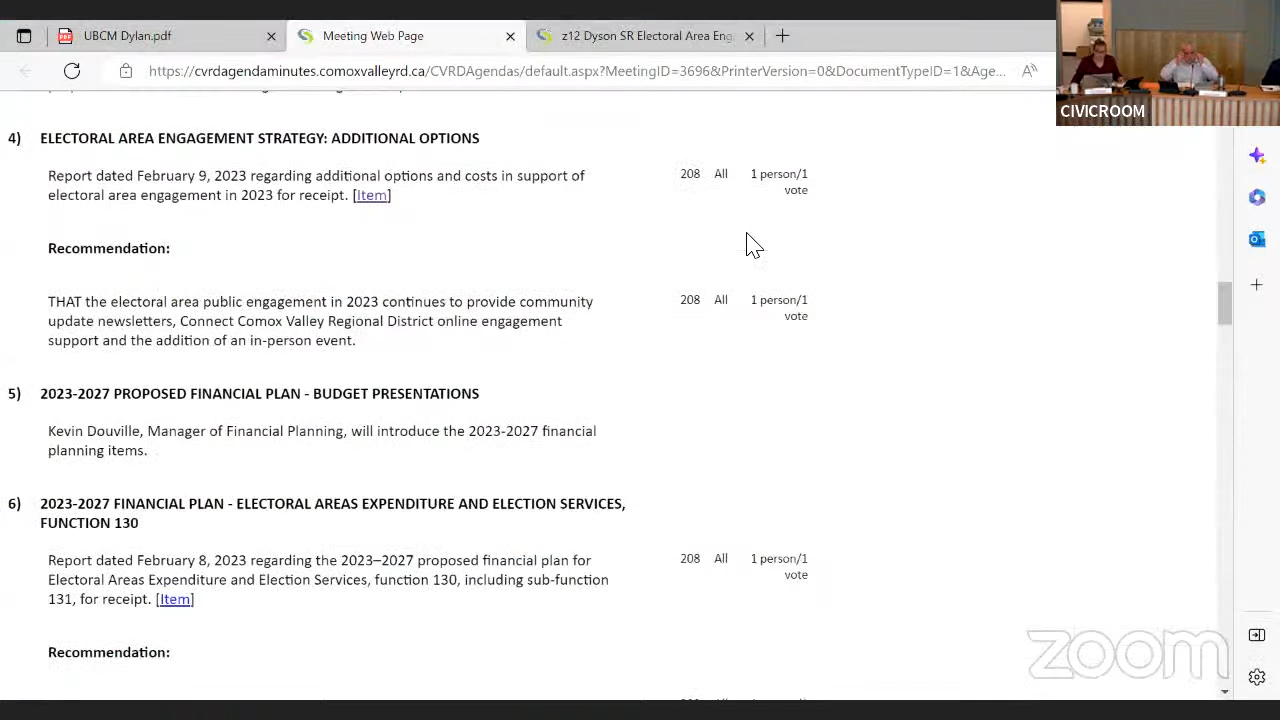 UBCM Dylan.pdf
Meeting Web Page
z12 Dyson SR Electoral Area Eng
https://cvrdagendaminutes.comoxvalleyrd.ca/CVRDAgendas/default.aspx?MeetingID=3696&PrinterVersion=0&DocumentTypeID=1&Age...
CIVICROOM
4) ELECTORAL AREA ENGAGEMENT STRATEGY: ADDITIONAL OPTIONS
Report dated February 9, 2023 regarding additional options and costs in support of 208 All 1 person/1
electoral area engagement in 2023 for receipt. [Item] vote
Recommendation:
THAT the electoral area public engagement in 2023 continues to provide community 208 All 1 person/1
update newsletters, Connect Comox Valley Regional District online engagement vote
support and the addition of an in-person event.
5) 2023-2027 PROPOSED FINANCIAL PLAN - BUDGET PRESENTATIONS
Kevin Douville, Manager of Financial Planning, will introduce the 2023-2027 financial
planning items.
6) 2023-2027 FINANCIAL PLAN - ELECTORAL AREAS EXPENDITURE AND ELECTION SERVICES,
FUNCTION 130
Report dated February 8, 2023 regarding the 2023–2027 proposed financial plan for 208 All 1 person/1
Electoral Areas Expenditure and Election Services, function 130, including sub-function vote
131, for receipt. [Item]
Recommendation:
zoom